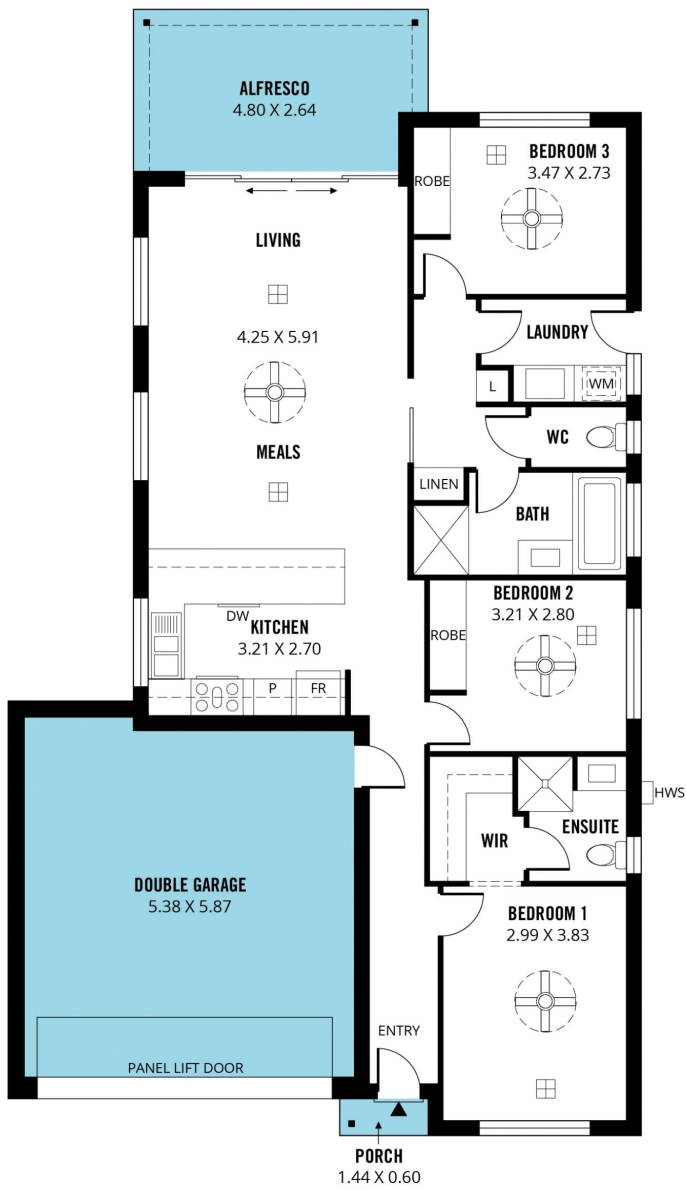 ALFRESCO
4.80 X 2.64
BEDROOM 3
3.47 X 2.73
ROBE
LIVING
4.25 X 5.91
LAUNDRY
L
WM
MEALS
WC
LINEN
BATH
BEDROOM 2
3.21 X 2.80
ROBE
DW
KITCHEN
3.21 X 2.70
P
FR
HWS
ENSUITE
WIR
DOUBLE GARAGE
5.38 X 5.87
BEDROOM 1
2.99 X 3.83
ENTRY
PANEL LIFT DOOR
PORCH
1.44 X 0.60